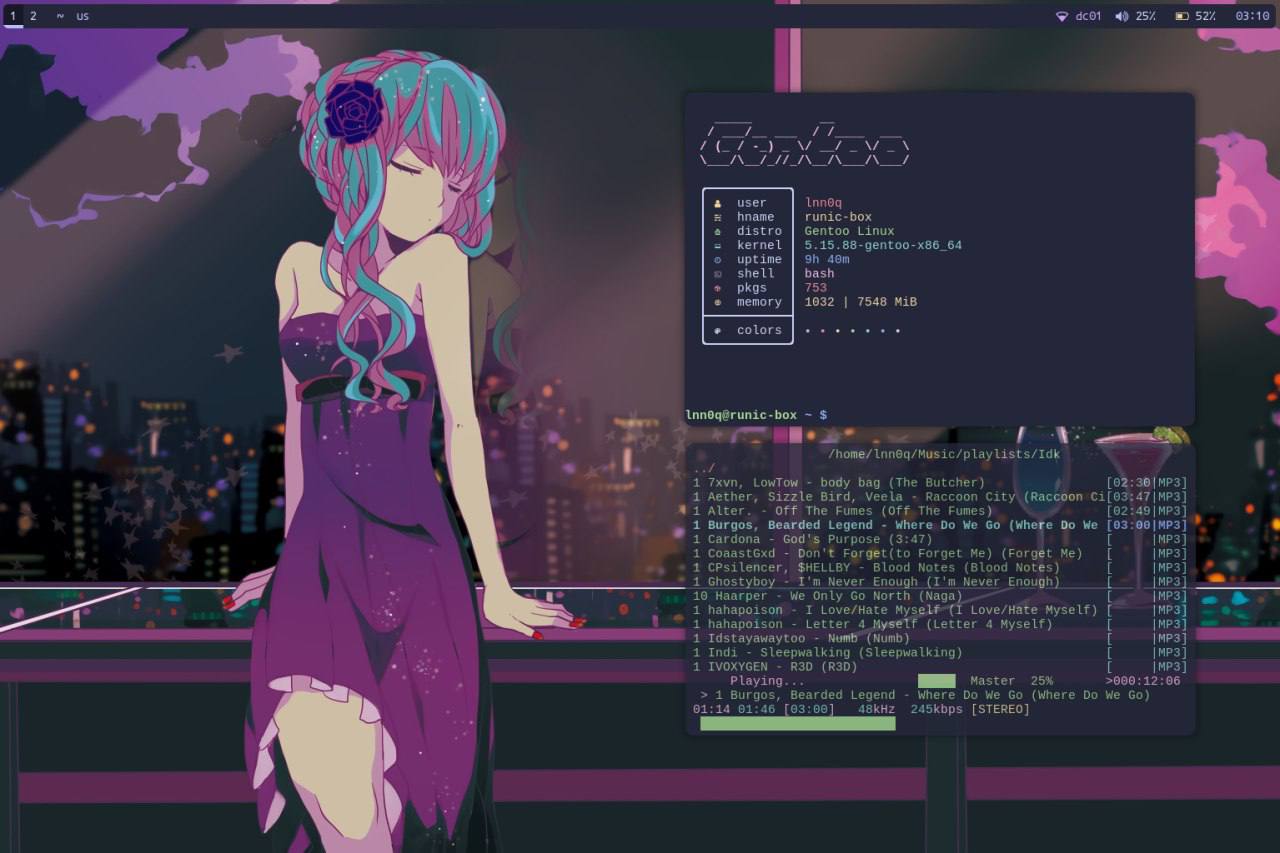 1 2 ~ us dc01 25% 52% 03:10
Gentoo
user lnn0q
hname runic-box
distro Gentoo Linux
kernel 5.15.88-gentoo-x86_64
uptime 9h 40m
shell bash
pkgs 753
memory 1032 | 7548 MiB
colors
lnn0q@runic-box ~ $
/home/lnn0q/Music/playlists/Idk
../
1 7xvn, LowTow - body bag (The Butcher) [02:30|MP3]
1 Aether, Sizzle Bird, Veela - Raccoon City (Raccoon Ci[03:47|MP3]
1 Alter. - Off The Fumes (Off The Fumes) [02:49|MP3]
1 Burgos, Bearded Legend - Where Do We Go (Where Do We [03:00|MP3]
1 Cardona - God's Purpose (3:47) [ |MP3]
1 CoaastGxd - Don't Forget(to Forget Me) (Forget Me) [ |MP3]
1 CPsilencer, $HELLBY - Blood Notes (Blood Notes) [ |MP3]
1 Ghostyboy - I'm Never Enough (I'm Never Enough) [ |MP3]
10 Haarper - We Only Go North (Naga) [ |MP3]
1 hahapoison - I Love/Hate Myself (I Love/Hate Myself) [ |MP3]
1 hahapoison - Letter 4 Myself (Letter 4 Myself) [ |MP3]
1 Idstayawaytoo - Numb (Numb) [ |MP3]
1 Indi - Sleepwalking (Sleepwalking) [ |MP3]
1 IVOXYGEN - R3D (R3D) [ |MP3]
Playing... Master 25% >000:12:06
> 1 Burgos, Bearded Legend - Where Do We Go (Where Do We Go)
01:14 01:46 [03:00] 48kHz 245kbps [STEREO]